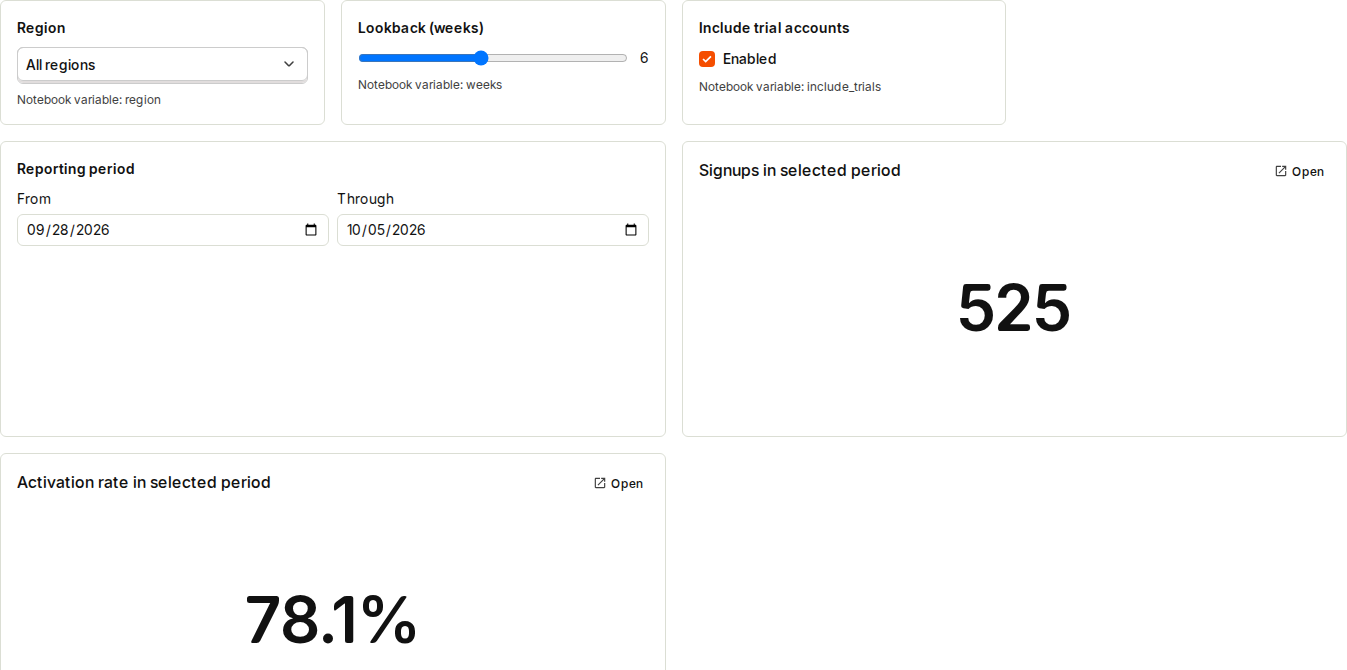 Region
All regions
Notebook variable: region
Lookback (weeks)
6
Notebook variable: weeks
Include trial accounts
Enabled
Notebook variable: include_trials
Reporting period
From
09/28/2026
Through
10/05/2026
Signups in selected period
Open
525
Activation rate in selected period
Open
78.1%